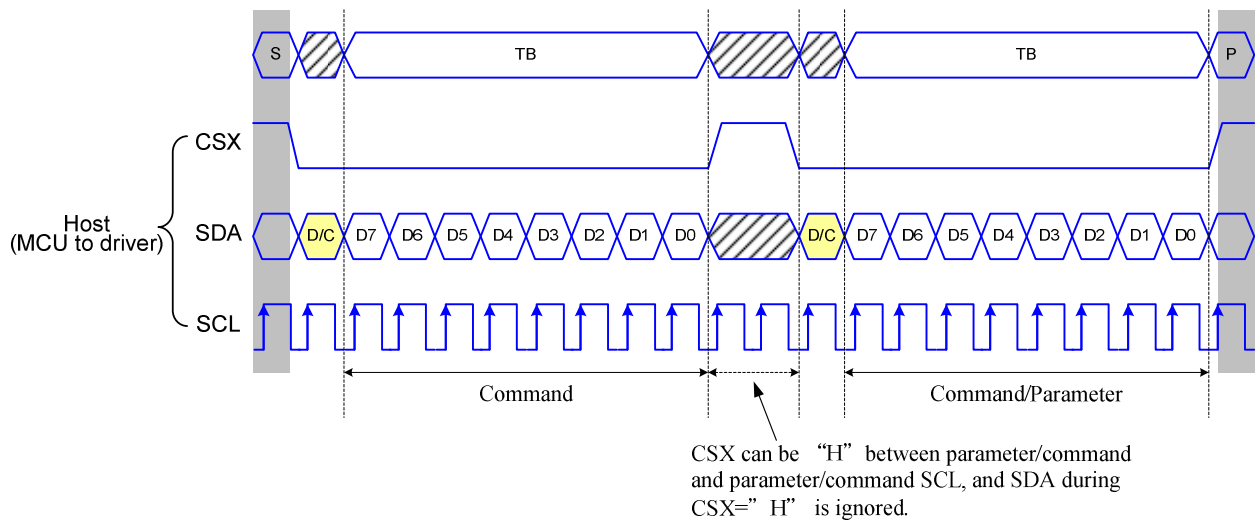 S TB TB P
CSX
Host
(MCU to driver)
SDA D/C D7 D6 D5 D4 D3 D2 D1 D0 D/C D7 D6 D5 D4 D3 D2 D1 D0
SCL
Command Command/Parameter
CSX can be “H” between parameter/command
and parameter/command SCL, and SDA during
CSX=”H” is ignored.